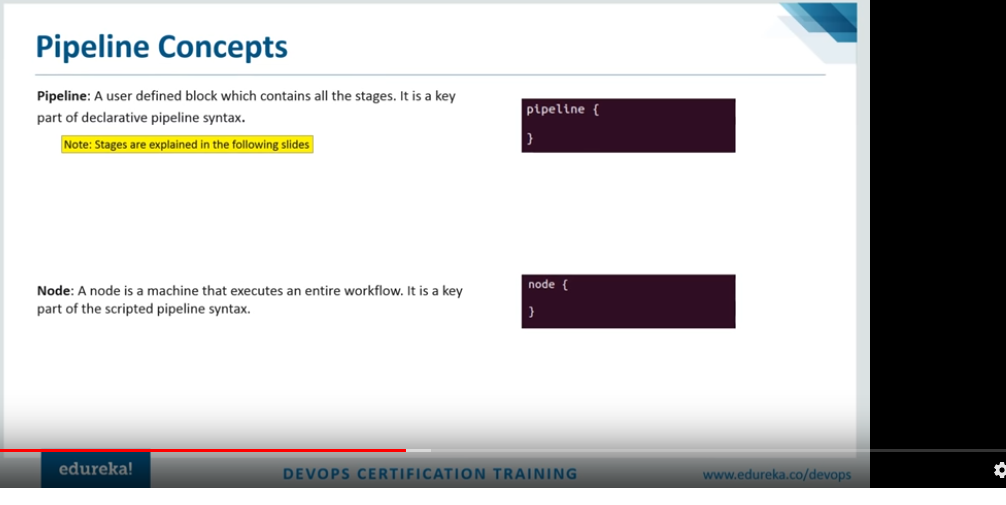 Pipeline Concepts
Pipeline: A user defined block which contains all the stages. It is a key
part of declarative pipeline syntax.
Note: Stages are explained in the following slides
pipeline {
}
Node: A node is a machine that executes an entire workflow. It is a key
part of the scripted pipeline syntax.
node {
}
edureka!
DEVOPS CERTIFICATION TRAINING
www.edureka.co/devops